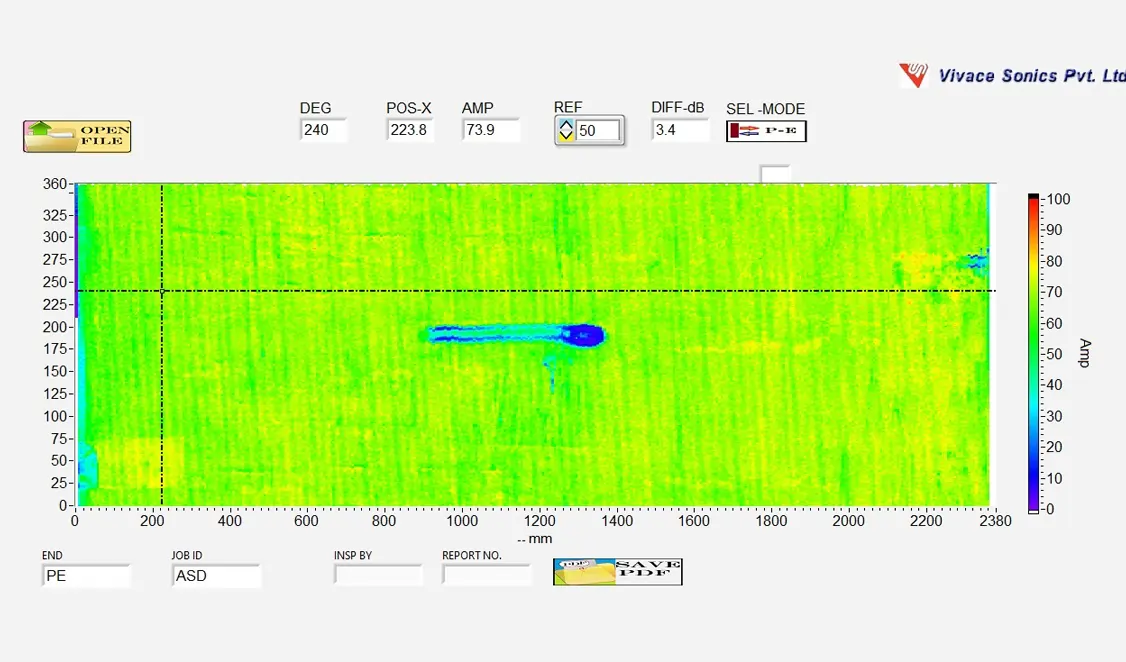 Vivace Sonics Pvt. Ltd
OPEN
FILE
DEG
240
POS-X
223.8
AMP
73.9
REF
50
DIFF-dB
3.4
SEL -MODE
P-E
360
325
300
275
250
225
200
175
150
125
100
75
50
25
0
0 200 400 600 800 1000 1200 1400 1600 1800 2000 2200 2380
-- mm
100
90
80
70
60
50
40
30
20
10
0
Amp
END
PE
JOB ID
ASD
INSP BY
REPORT NO.
PDF
SAVE
PDF